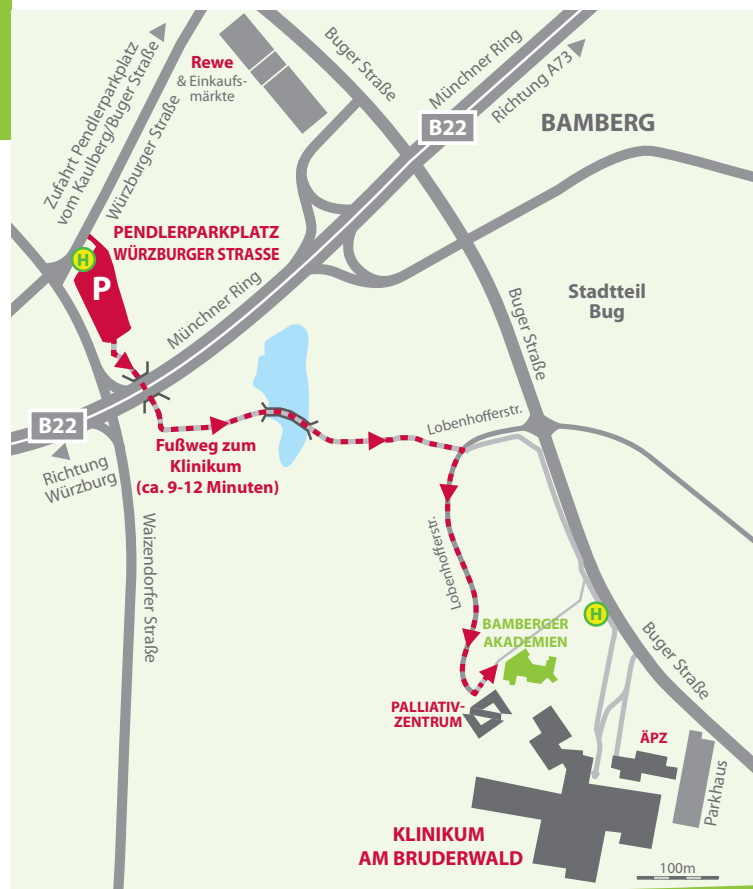 Zufahrt Pendlerparkplatz
vom Kaulberg/Buger Straße
Würzburger Straße
Rewe
& Einkaufs-
märkte
Buger Straße
Münchner Ring
Richtung A73
B22
BAMBERG
PENDLERPARKPLATZ
WÜRZBURGER STRASSE
H
P
Münchner Ring
Stadtteil
Bug
Buger Straße
B22
Richtung
Würzburg
Fußweg zum
Klinikum
(ca. 9-12 Minuten)
Lobenhofferstr.
Waizendorfer Straße
Lobenhofferstr.
H
BAMBERGER
AKADEMIEN
Buger Straße
PALLIATIV-
ZENTRUM
ÄPZ
Parkhaus
KLINIKUM
AM BRUDERWALD
100m